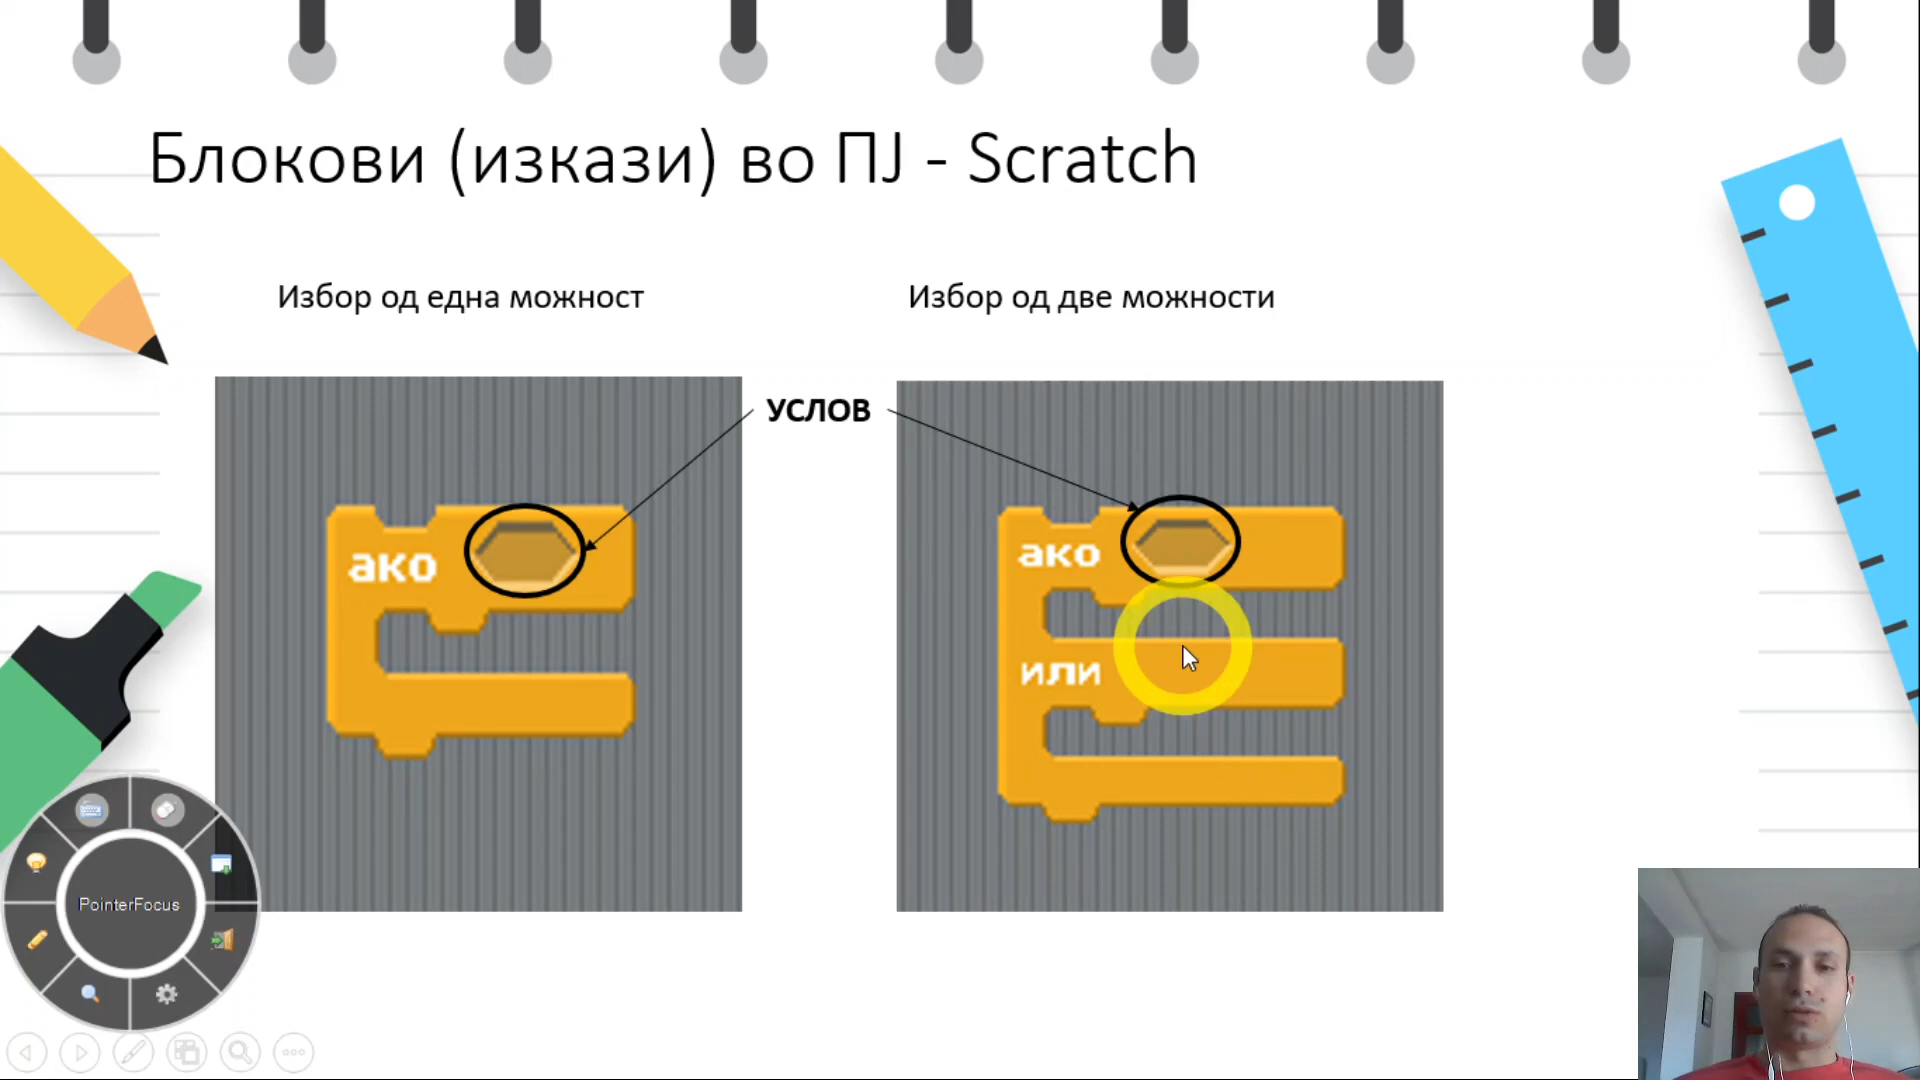 Блокови (изкази) во ПЈ - Scratch
Избор од една можност
Избор од две можности
УСЛОВ
ако
ако
или
PointerFocus